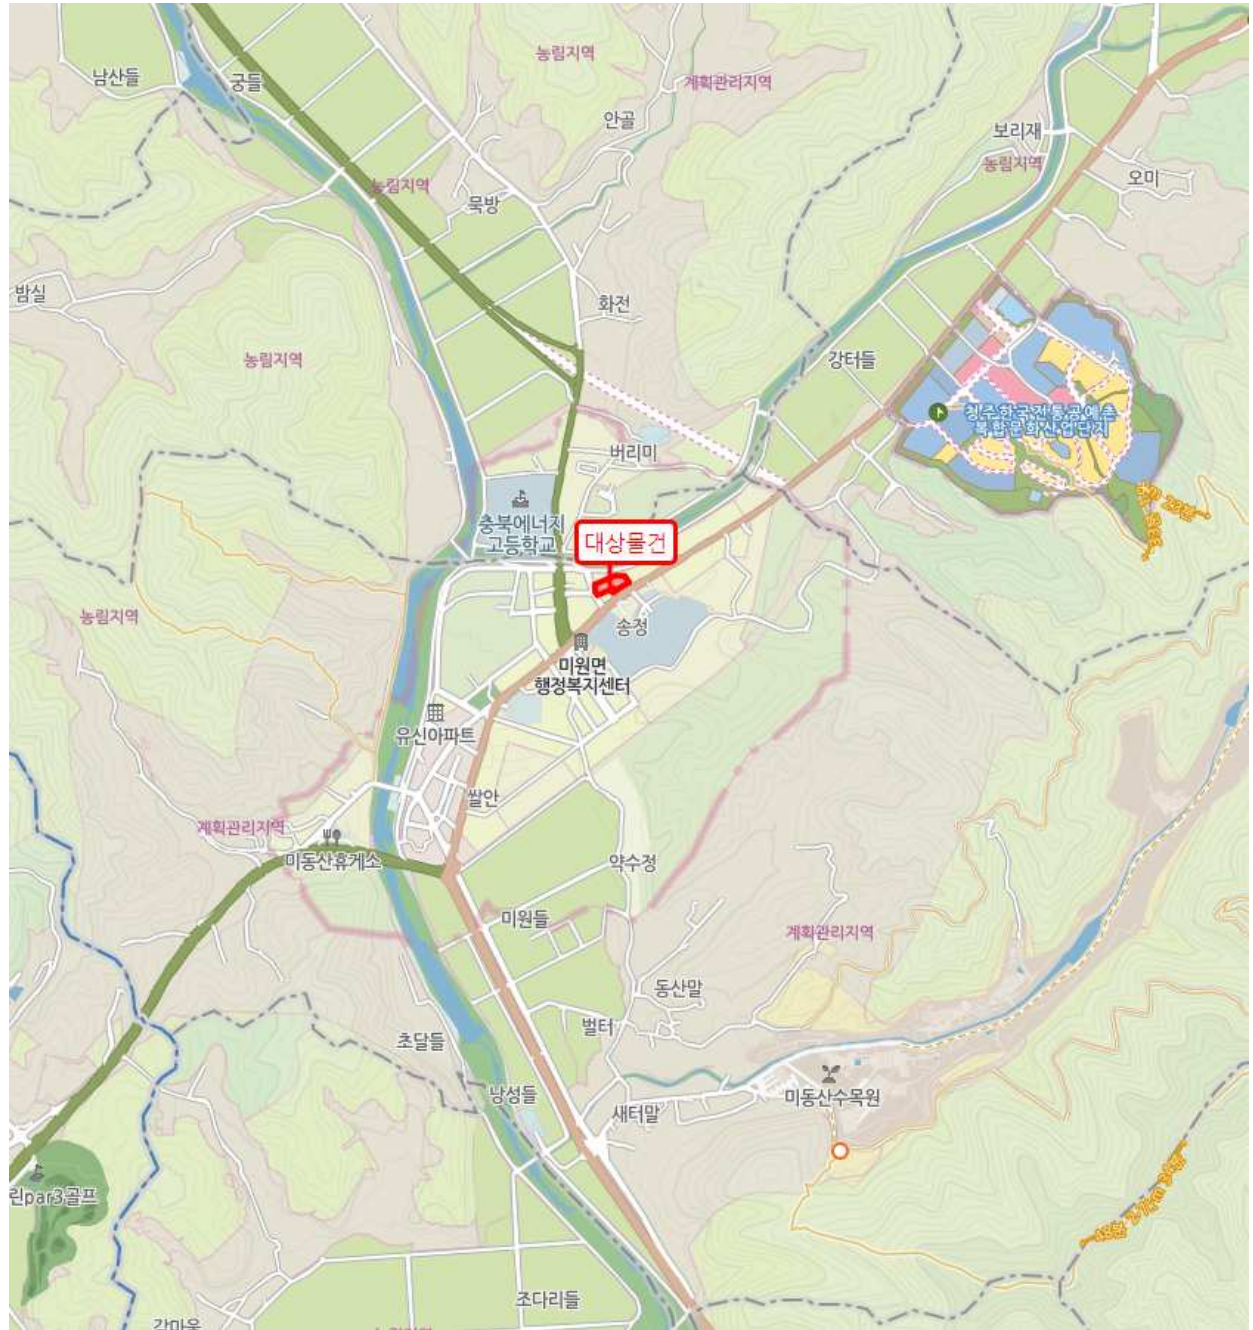 농림지역
남산들
궁들
계획관리지역
안골
보리재
농림지역
오미
농림지역
묵방
밤실
화전
농림지역
강터들
청주한국전통공예촌
복합문화산업단지
버리미
충북에너지
고등학교
대상물건
농림지역
송정
미원면
행정복지센터
유신아파트
쌀안
계획관리지역
미동산휴게소
약수정
미원들
계획관리지역
동산말
벌터
초달들
낭성들
미동산수목원
새터말
린par3골프
조다리들